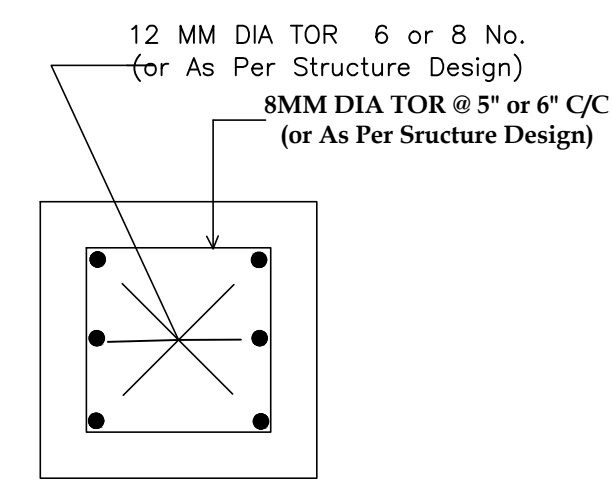 12 MM DIA TOR 6 or 8 No.
(or As Per Structure Design)
8MM DIA TOR @ 5" or 6" C/C
(or As Per Sructure Design)